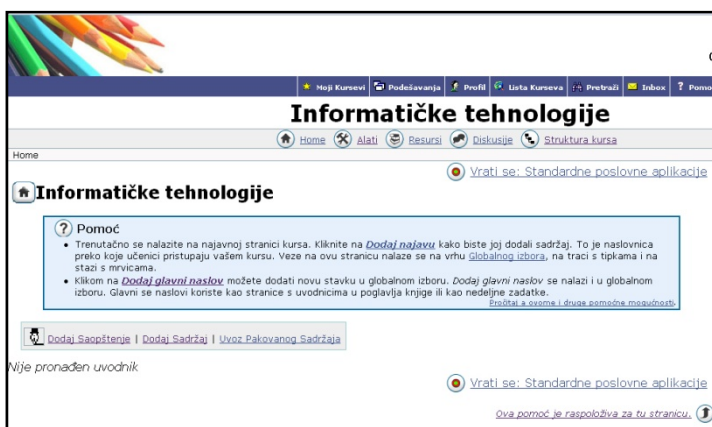 Moji Kursevi Podešavanja Profil Lista Kurseva Pretraži Inbox ? Pomo
Informatičke tehnologije
Home Alati Resursi Diskusije Struktura kursa
Home
Vrati se: Standardne poslovne aplikacije
Informatičke tehnologije
? Pomoć
• Trenutačno se nalazite na najavnoj stranici kursa. Kliknite na Dodaj najavu kako biste joj dodali sadržaj. To je naslovnica
preko koje učenici pristupaju vašem kursu. Veze na ovu stranicu nalaze se na vrhu Globalnog izbora, na traci s tipkama i na
stazi s mrvicama.
• Klikom na Dodaj glavni naslov možete dodati novu stavku u globalnom izboru. Dodaj glavni naslov se nalazi i u globalnom
izboru. Glavni se naslovi koriste kao stranice s uvodnicima u poglavlja knjige ili kao nedeljne zadatke.
Pročitaj a ovome i druge pomoćne mogućnosti.
Dodaj Saopštenje | Dodaj Sadržaj | Uvoz Pakovanog Sadržaja
Nije pronađen uvodnik
Vrati se: Standardne poslovne aplikacije
Ova pomoć je raspoloživa za tu stranicu.